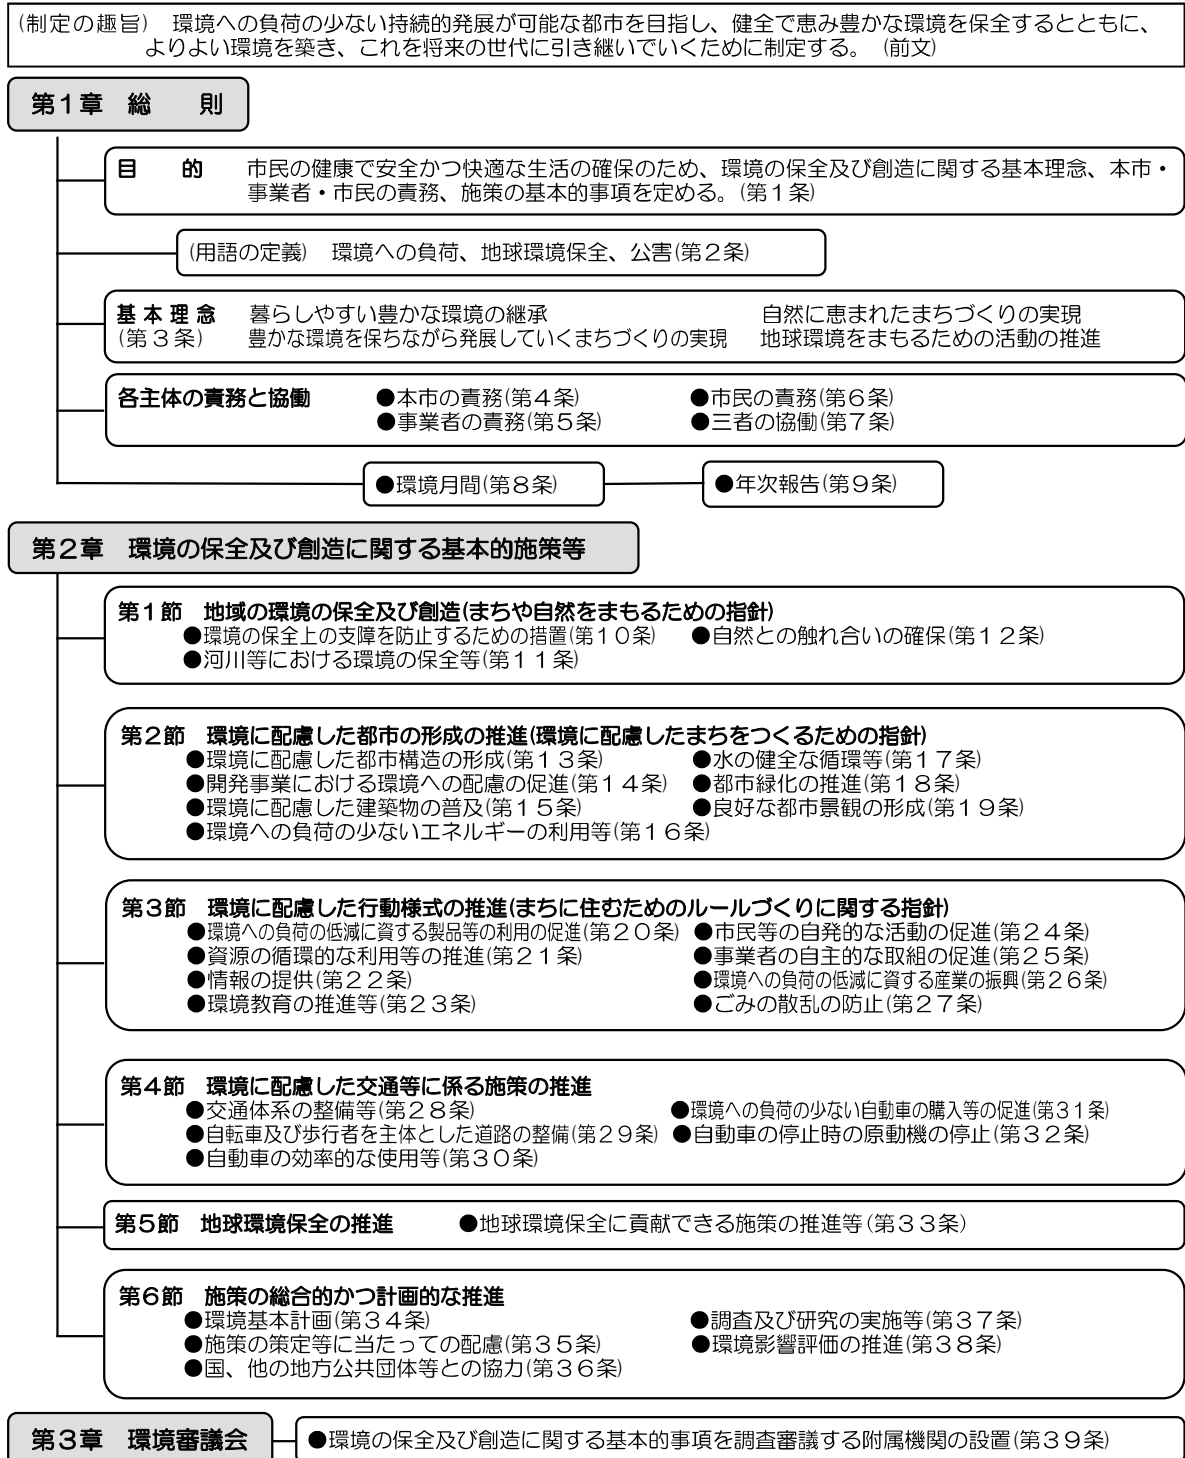 (制定の趣旨)　環境への負荷の少ない持続的発展が可能な都市を目指し、健全で恵み豊かな環境を保全するとともに、
よりよい環境を築き、これを将来の世代に引き継いでいくために制定する。　(前文)
第１章　総　　則
目　　的　　市民の健康で安全かつ快適な生活の確保のため、環境の保全及び創造に関する基本理念、本市・
事業者・市民の責務、施策の基本的事項を定める。(第１条)
(用語の定義)　環境への負荷、地球環境保全、公害(第２条)
基 本 理 念　暮らしやすい豊かな環境の継承　自然に恵まれたまちづくりの実現
(第３条)　豊かな環境を保ちながら発展していくまちづくりの実現　地球環境をまもるための活動の推進
各主体の責務と協働　●本市の責務(第４条)　●市民の責務(第６条)
●事業者の責務(第５条)　●三者の協働(第７条)
●環境月間(第８条)　●年次報告(第９条)
第２章　環境の保全及び創造に関する基本的施策等
第１節　地域の環境の保全及び創造(まちや自然をまもるための指針)
●環境の保全上の支障を防止するための措置(第１０条)　●自然との触れ合いの確保(第１２条)
●河川等における環境の保全等(第１１条)
第２節　環境に配慮した都市の形成の推進(環境に配慮したまちをつくるための指針)
●環境に配慮した都市構造の形成(第１３条)　●水の健全な循環等(第１７条)
●開発事業における環境への配慮の促進(第１４条)　●都市緑化の推進(第１８条)
●環境に配慮した建築物の普及(第１５条)　●良好な都市景観の形成(第１９条)
●環境への負荷の少ないエネルギーの利用等(第１６条)
第３節　環境に配慮した行動様式の推進(まちに住むためのルールづくりに関する指針)
●環境への負荷の低減に資する製品等の利用の促進(第２０条)　●市民等の自発的な活動の促進(第２４条)
●資源の循環的な利用等の推進(第２１条)　●事業者の自主的な取組の促進(第２５条)
●情報の提供(第２２条)　●環境への負荷の低減に資する産業の振興(第２６条)
●環境教育の推進等(第２３条)　●ごみの散乱の防止(第２７条)
第４節　環境に配慮した交通等に係る施策の推進
●交通体系の整備等(第２８条)　●環境への負荷の少ない自動車の購入等の促進(第３１条)
●自転車及び歩行者を主体とした道路の整備(第２９条)　●自動車の停止時の原動機の停止(第３２条)
●自動車の効率的な使用等(第３０条)
第５節　地球環境保全の推進　●地球環境保全に貢献できる施策の推進等(第３３条)
第６節　施策の総合的かつ計画的な推進
●環境基本計画(第３４条)　●調査及び研究の実施等(第３７条)
●施策の策定等に当たっての配慮(第３５条)　●環境影響評価の推進(第３８条)
●国、他の地方公共団体等との協力(第３６条)
第３章　環境審議会　●環境の保全及び創造に関する基本的事項を調査審議する附属機関の設置(第３９条)